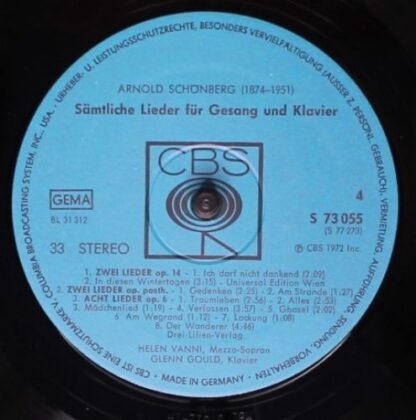 URHEBER- U. LEISTUNGSSCHUTZRECHTE, BESONDERS VERVIELFÄLTIGUNG (AUSSER Z. PERSÖNL. GEBRAUCH), VERMIETUNG, AUFFÜHRUNG, SENDUNG, VORBEHALTEN
ARNOLD SCHÖNBERG (1874–1951)
Sämtliche Lieder für Gesang und Klavier
CBS
GEMA
BL 31 312
4
S 73 055
(S 77 273)
33 STEREO
℗ CBS 1972 Inc.
1. ZWEI LIEDER op. 14 - 1. Ich darf nicht dankend (2:09)
2. In diesen Wintertagen (3:11) - Universal Edition Wien
2. ZWEI LIEDER op. posth. - 1. Gedenken (2:25) - 2. Am Strande (1:27)
3. ACHT LIEDER op. 6 - 1. Traumleben (2:56) - 2. Alles (2:53)
3. Mädchenlied (1:19) - 4. Verlassen (3:57) - 5. Ghasel (2:02)
6. Am Wegrand (1:12) - 7. Lockung (1:08)
8. Der Wanderer (4:46)
Drei-Lilien-Verlag
HELEN VANNI, Mezzo-Sopran
GLENN GOULD, Klavier
CBS IST EINE SCHUTZMARKE V. COLUMBIA BROADCASTING SYSTEM, INC., USA. •
• MADE IN GERMANY •